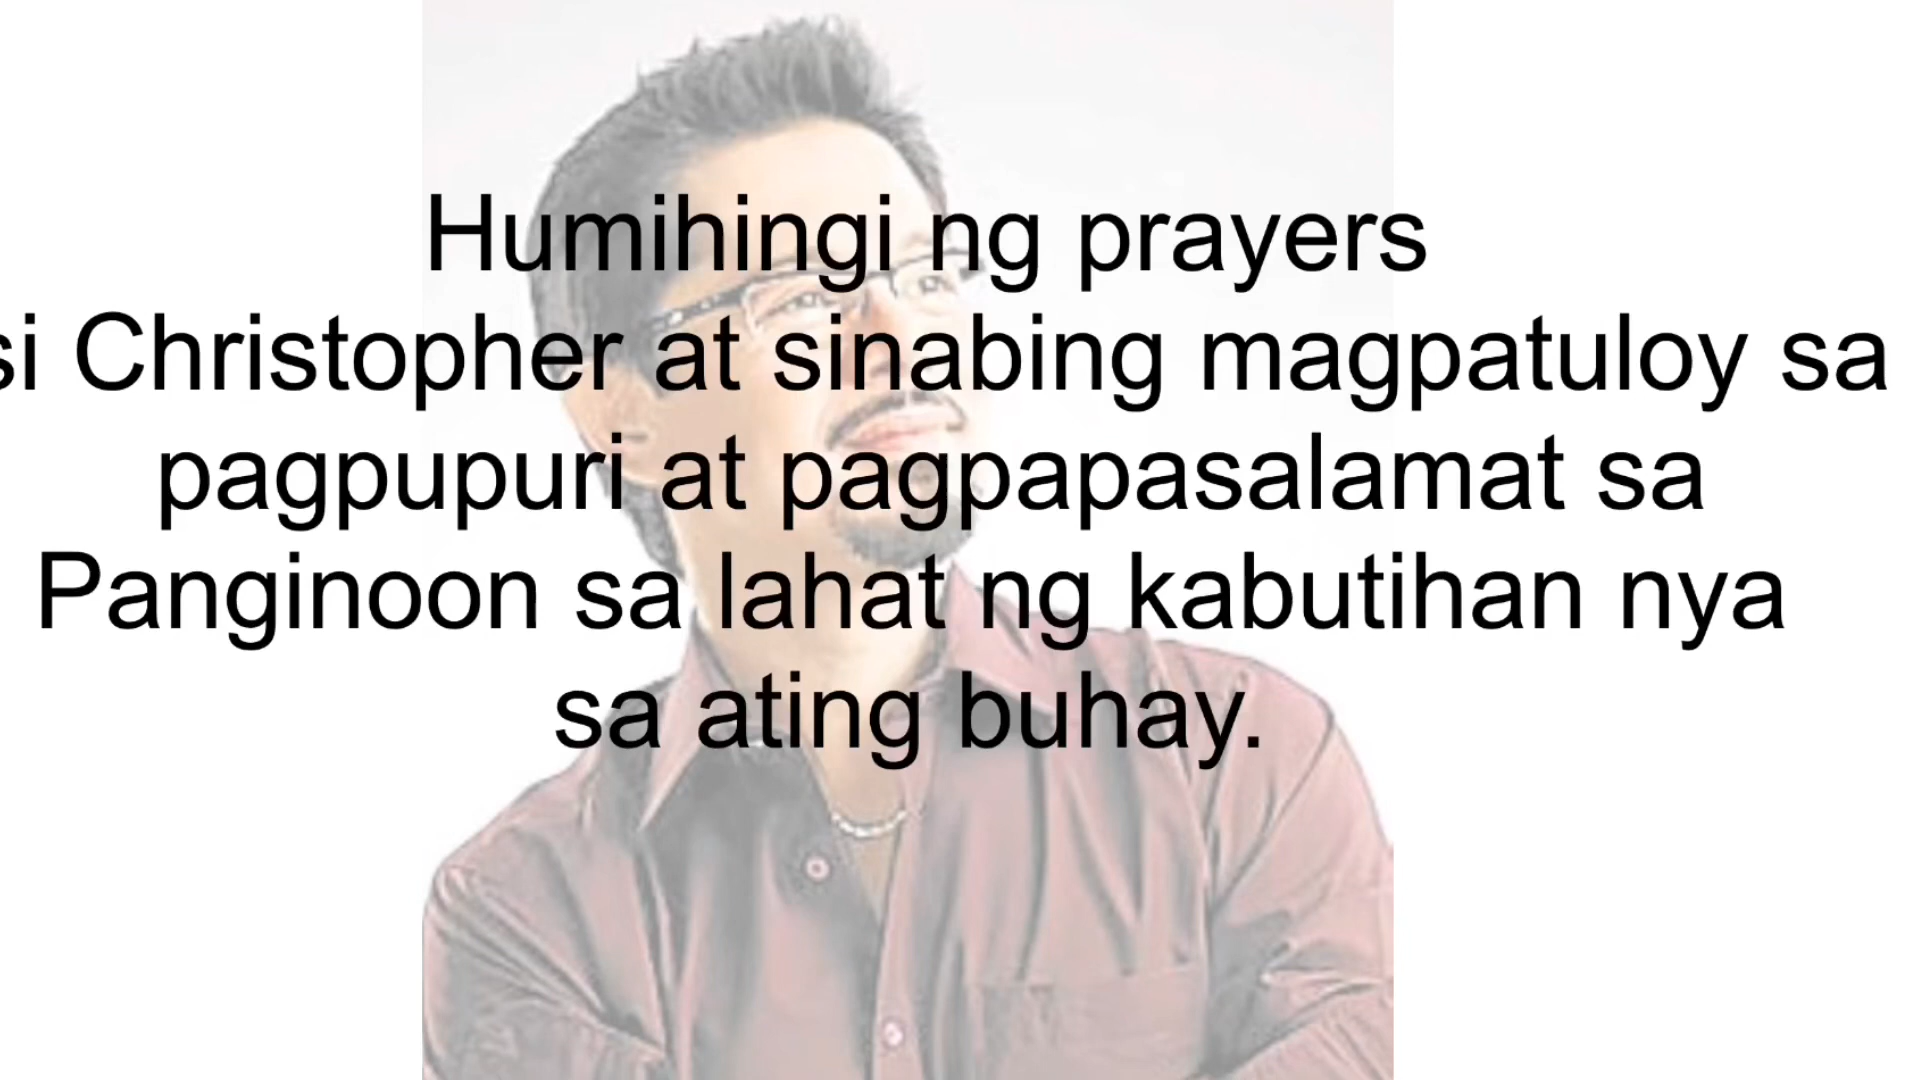 Humihingi ng prayers
si Christopher at sinabing magpatuloy sa
pagpupuri at pagpapasalamat sa
Panginoon sa lahat ng kabutihan nya
sa ating buhay.